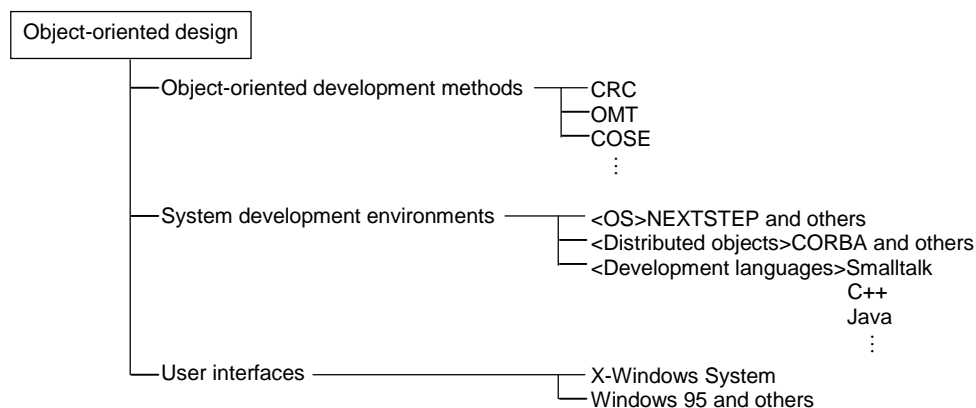 Object-oriented design
Object-oriented development methods
CRC
OMT
COSE
⋮
System development environments
<OS>NEXTSTEP and others
<Distributed objects>CORBA and others
<Development languages>Smalltalk
C++
Java
⋮
User interfaces
X-Windows System
Windows 95 and others